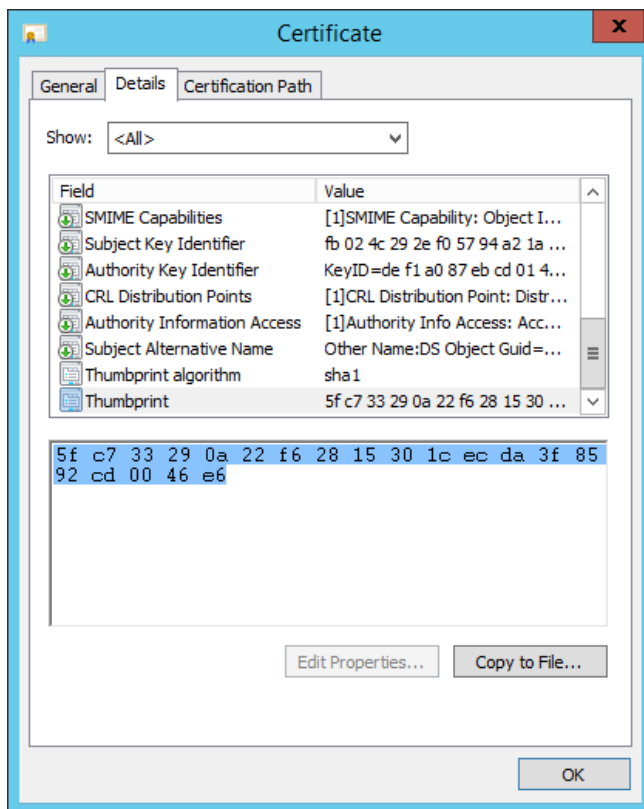 Certificate
x
General Details Certification Path
Show: <All>
Field Value
SMIME Capabilities [1]SMIME Capability: Object I...
Subject Key Identifier fb 02 4c 29 2e f0 57 94 a2 1a ...
Authority Key Identifier KeyID=de f1 a0 87 eb cd 01 4...
CRL Distribution Points [1]CRL Distribution Point: Distr...
Authority Information Access [1]Authority Info Access: Acc...
Subject Alternative Name Other Name:DS Object Guid=...
Thumbprint algorithm sha1
Thumbprint 5f c7 33 29 0a 22 f6 28 15 30 ...
5f c7 33 29 0a 22 f6 28 15 30 1c ec da 3f 85
92 cd 00 46 e6
Edit Properties... Copy to File...
OK